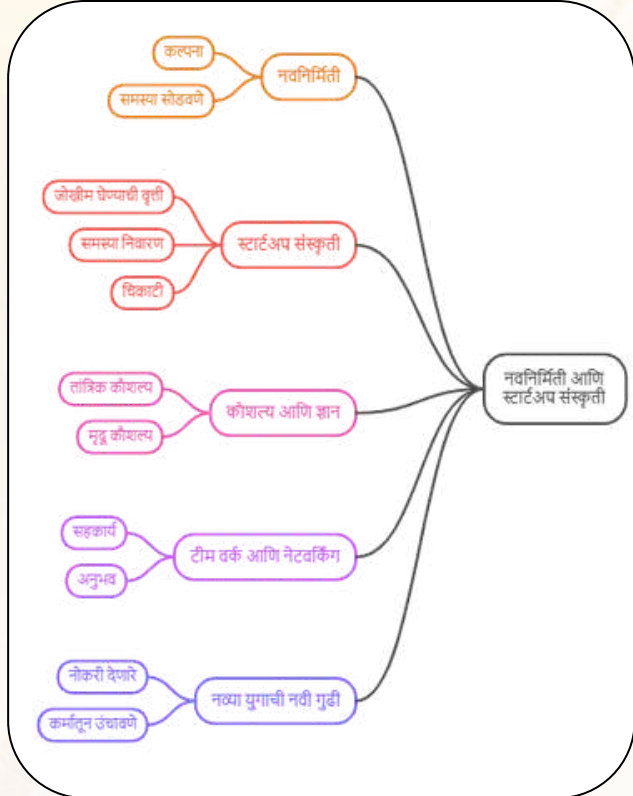 कल्पना
नवनिर्मिती
समस्या सोडवणे
जोखीम घेण्याची वृत्ती
समस्या निवारण
स्टार्टअप संस्कृती
चिकाटी
नवनिर्मिती आणि
स्टार्टअप संस्कृती
तांत्रिक कौशल्य
कौशल्य आणि ज्ञान
मृदू कौशल्य
सहकार्य
टीम वर्क आणि नेटवर्किंग
अनुभव
नोकरी देणारे
नव्या युगाची नवी गुढी
कर्मातून उंचावणे